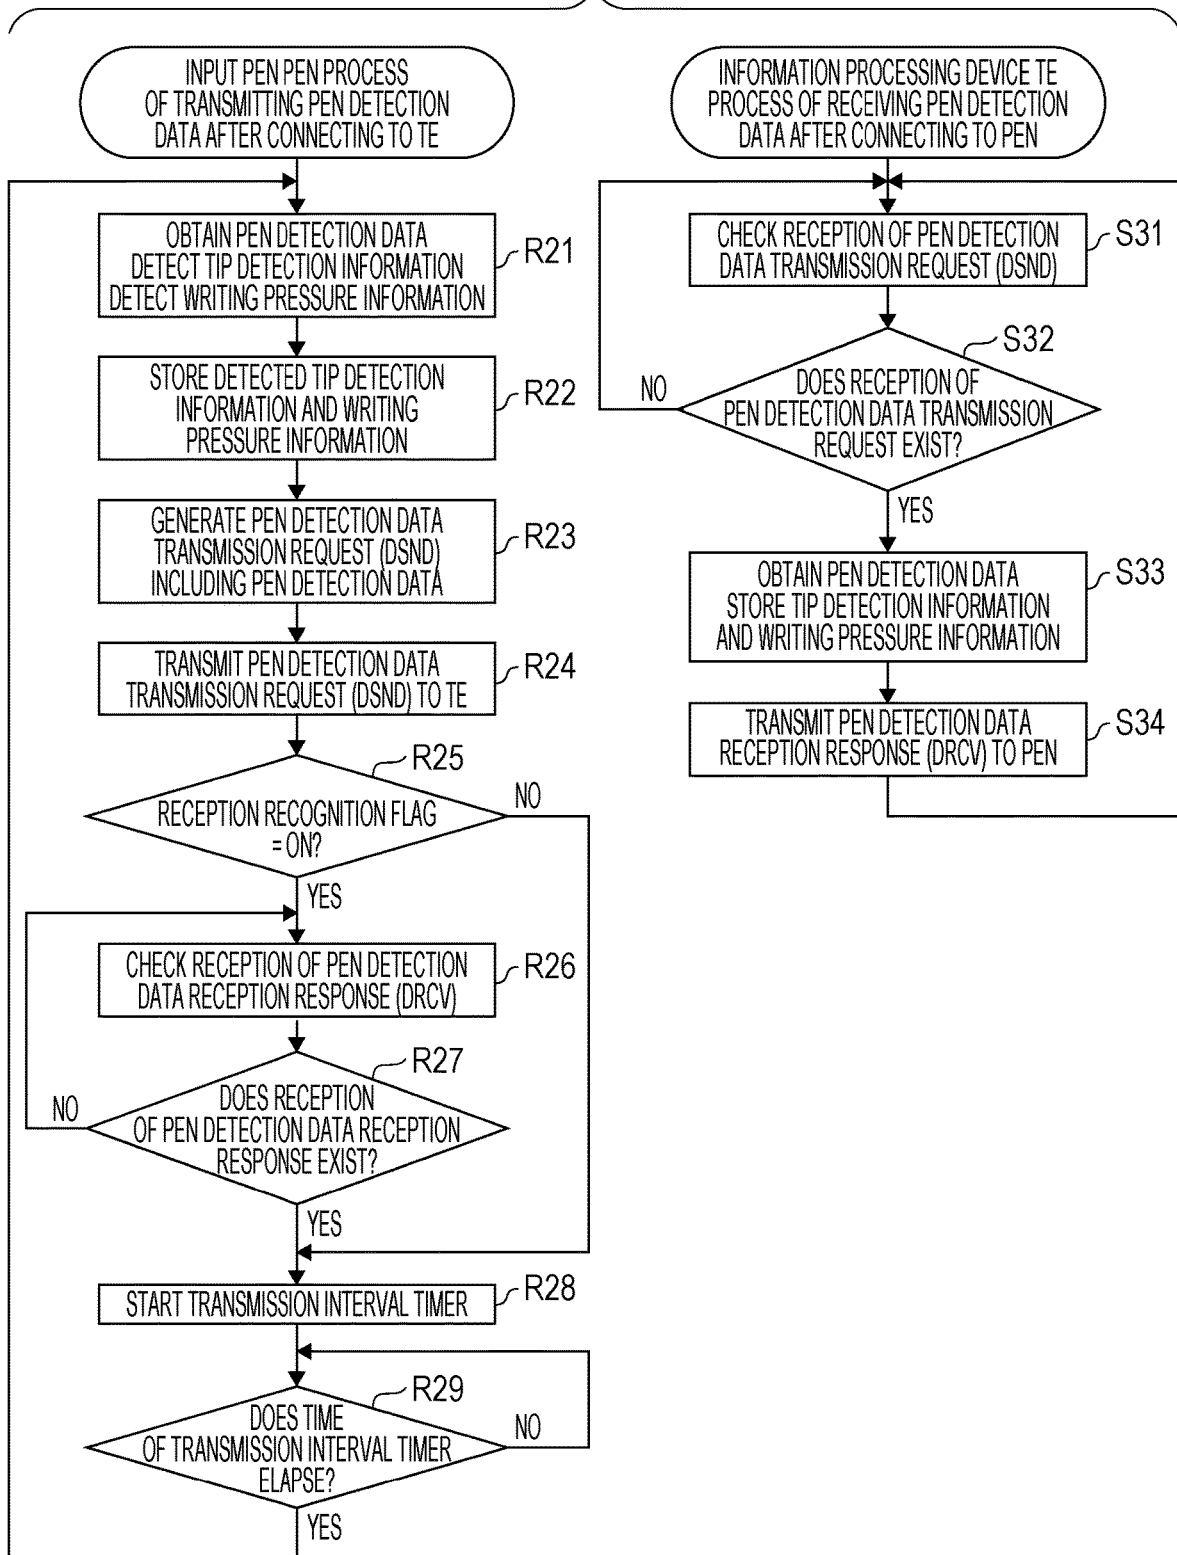 INPUT PEN PEN PROCESS
OF TRANSMITTING PEN DETECTION
DATA AFTER CONNECTING TO TE
OBTAIN PEN DETECTION DATA
DETECT TIP DETECTION INFORMATION
DETECT WRITING PRESSURE INFORMATION
R21
STORE DETECTED TIP DETECTION
INFORMATION AND WRITING
PRESSURE INFORMATION
R22
GENERATE PEN DETECTION DATA
TRANSMISSION REQUEST (DSND)
INCLUDING PEN DETECTION DATA
R23
TRANSMIT PEN DETECTION DATA
TRANSMISSION REQUEST (DSND) TO TE
R24
R25
RECEPTION RECOGNITION FLAG
= ON?
NO
YES
CHECK RECEPTION OF PEN DETECTION
DATA RECEPTION RESPONSE (DRCV)
R26
R27
DOES RECEPTION
OF PEN DETECTION DATA RECEPTION
RESPONSE EXIST?
NO
YES
START TRANSMISSION INTERVAL TIMER
R28
R29
DOES TIME
OF TRANSMISSION INTERVAL TIMER
ELAPSE?
NO
YES
INFORMATION PROCESSING DEVICE TE
PROCESS OF RECEIVING PEN DETECTION
DATA AFTER CONNECTING TO PEN
CHECK RECEPTION OF PEN DETECTION
DATA TRANSMISSION REQUEST (DSND)
S31
S32
DOES RECEPTION OF
PEN DETECTION DATA TRANSMISSION
REQUEST EXIST?
NO
YES
OBTAIN PEN DETECTION DATA
STORE TIP DETECTION INFORMATION
AND WRITING PRESSURE INFORMATION
S33
TRANSMIT PEN DETECTION DATA
RECEPTION RESPONSE (DRCV) TO PEN
S34